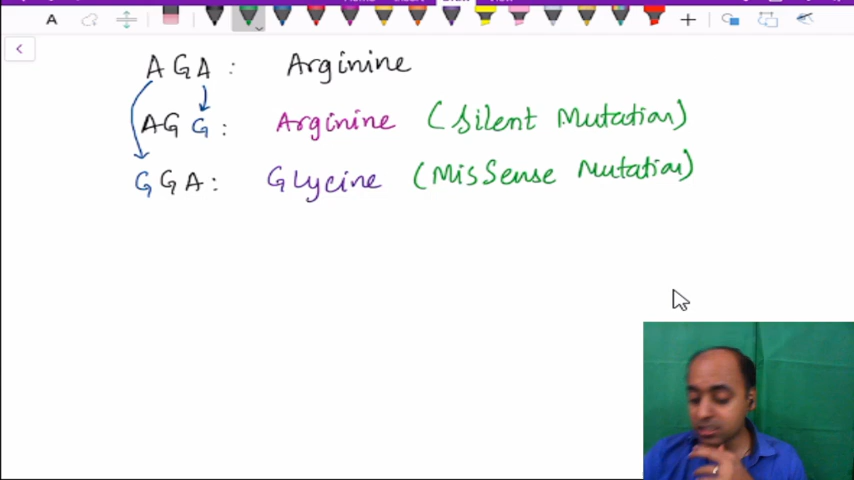 A
AGA : Arginine
AGG : Arginine (Silent Mutation)
GGA : Glycine (MisSense Mutation)